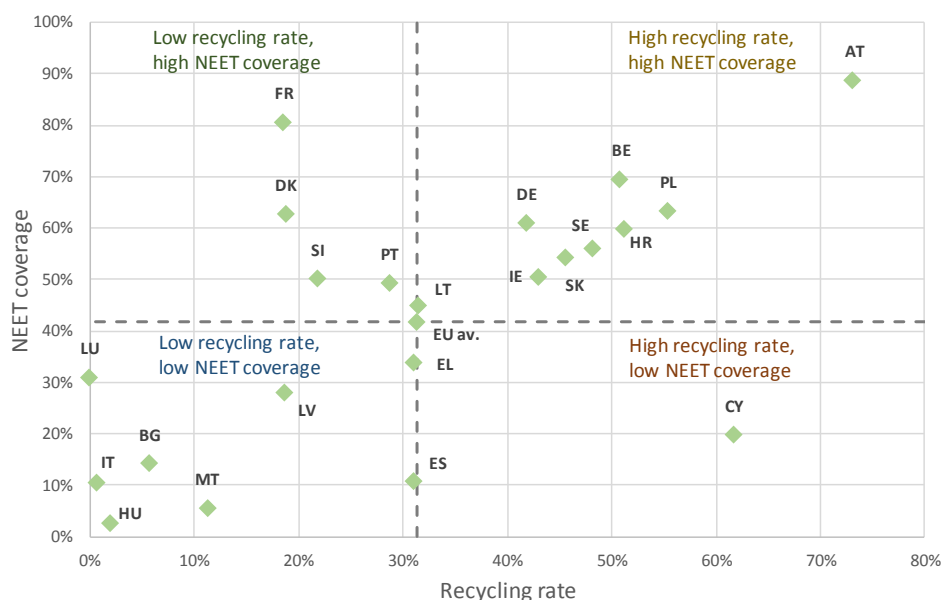 100%
90%
80%
70%
60%
50%
40%
30%
20%
10%
0%
NEET coverage
Low recycling rate,
high NEET coverage
High recycling rate,
high NEET coverage
AT
FR
BE
DK
DE
PL
SI
PT
SE
HR
IE
SK
LT
EU av.
Low recycling rate,
low NEET coverage
High recycling rate,
low NEET coverage
LU
EL
LV
CY
BG
IT
MT
ES
HU
0%
10%
20%
30%
40%
50%
60%
70%
80%
Recycling rate